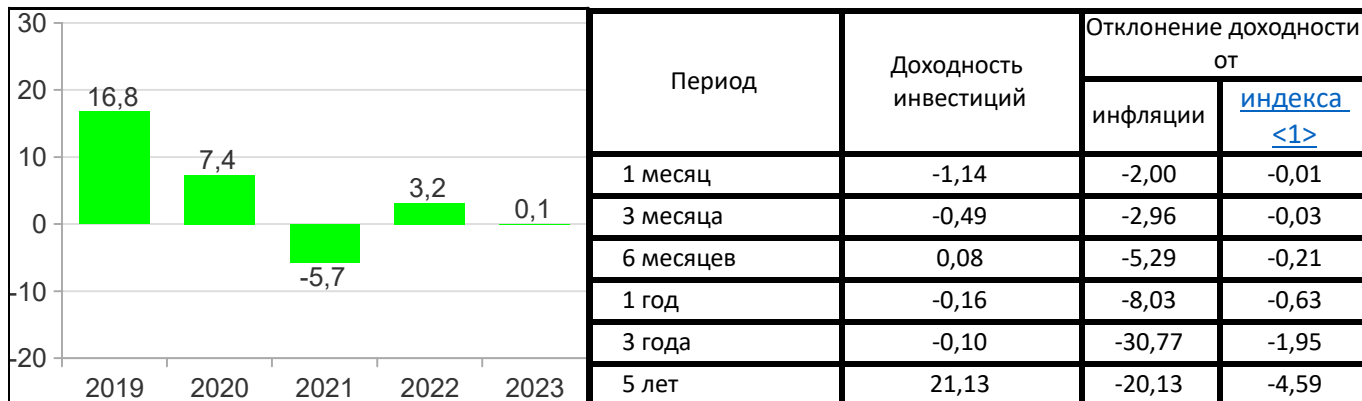 30
20
10
0
-10
-20
16,8
7,4
-5,7
3,2
0,1
2019 2020 2021 2022 2023
Период
Доходность
инвестиций
Отклонение доходности
от
инфляции
индекса
<1>
1 месяц -1,14 -2,00 -0,01
3 месяца -0,49 -2,96 -0,03
6 месяцев 0,08 -5,29 -0,21
1 год -0,16 -8,03 -0,63
3 года -0,10 -30,77 -1,95
5 лет 21,13 -20,13 -4,59